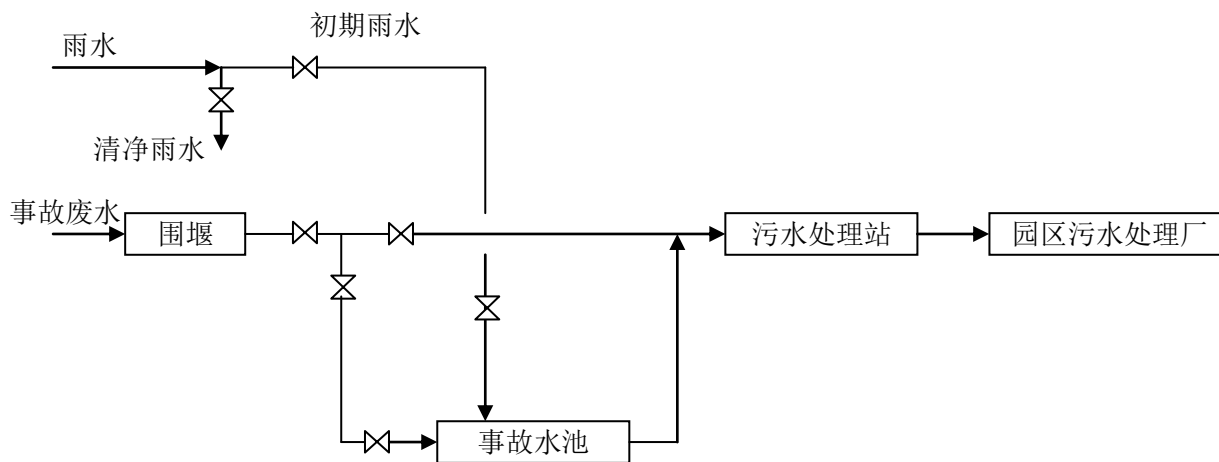 初期雨水
雨水
清净雨水
事故废水
围堰
污水处理站
园区污水处理厂
事故水池